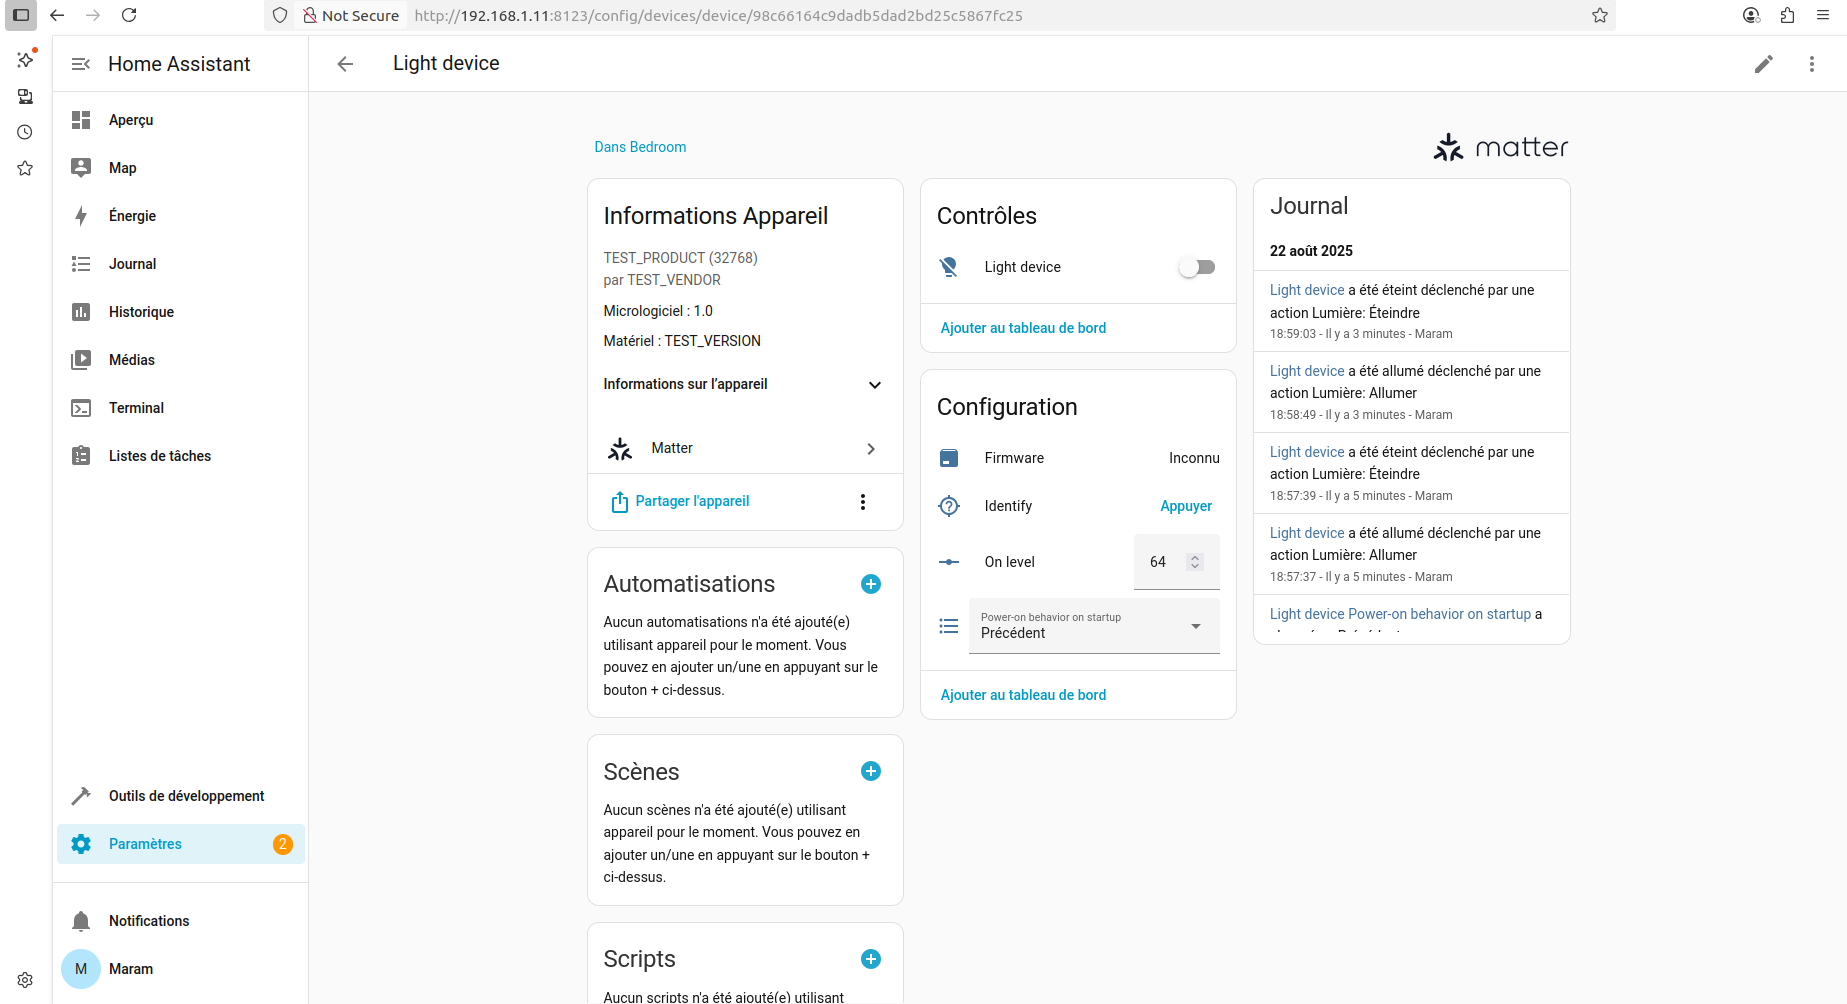 Not Secure
http://192.168.1.11:8123/config/devices/device/98c66164c9dadb5dad2bd25c5867fc25
Home Assistant
Light device
Aperçu
Map
Énergie
Journal
Historique
Médias
Terminal
Listes de tâches
Outils de développement
Paramètres
2
Notifications
M
Maram
Dans Bedroom
matter
Informations Appareil
TEST_PRODUCT (32768)
par TEST_VENDOR
Micrologiciel : 1.0
Matériel : TEST_VERSION
Informations sur l'appareil
Matter
Partager l'appareil
Automatisations
Aucun automatisations n'a été ajouté(e)
utilisant appareil pour le moment. Vous
pouvez en ajouter un/une en appuyant sur le
bouton + ci-dessus.
Scènes
Aucun scènes n'a été ajouté(e) utilisant
appareil pour le moment. Vous pouvez en
ajouter un/une en appuyant sur le bouton +
ci-dessus.
Scripts
Aucun scripts n'a été ajouté(e) utilisant
Contrôles
Light device
Ajouter au tableau de bord
Configuration
Firmware
Inconnu
Identify
Appuyer
On level
64
Power-on behavior on startup
Précédent
Ajouter au tableau de bord
Journal
22 août 2025
Light device a été éteint déclenché par une
action Lumière: Éteindre
18:59:03 - Il y a 3 minutes - Maram
Light device a été allumé déclenché par une
action Lumière: Allumer
18:58:49 - Il y a 3 minutes - Maram
Light device a été éteint déclenché par une
action Lumière: Éteindre
18:57:39 - Il y a 5 minutes - Maram
Light device a été allumé déclenché par une
action Lumière: Allumer
18:57:37 - Il y a 5 minutes - Maram
Light device Power-on behavior on startup a